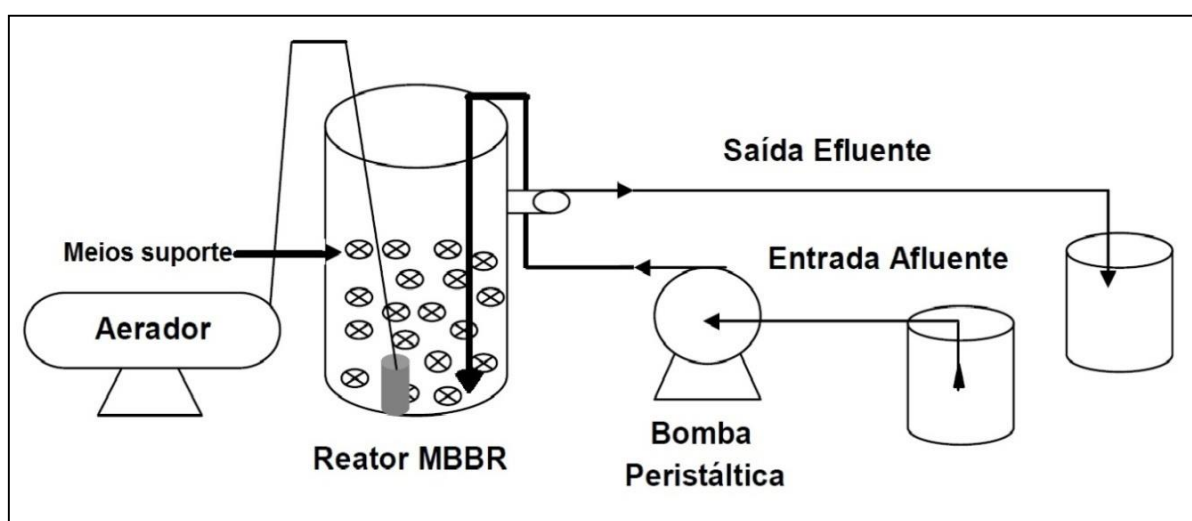 Saída Efluente
Meios suporte
Entrada Afluente
Aerador
Reator MBBR
Bomba
Peristáltica